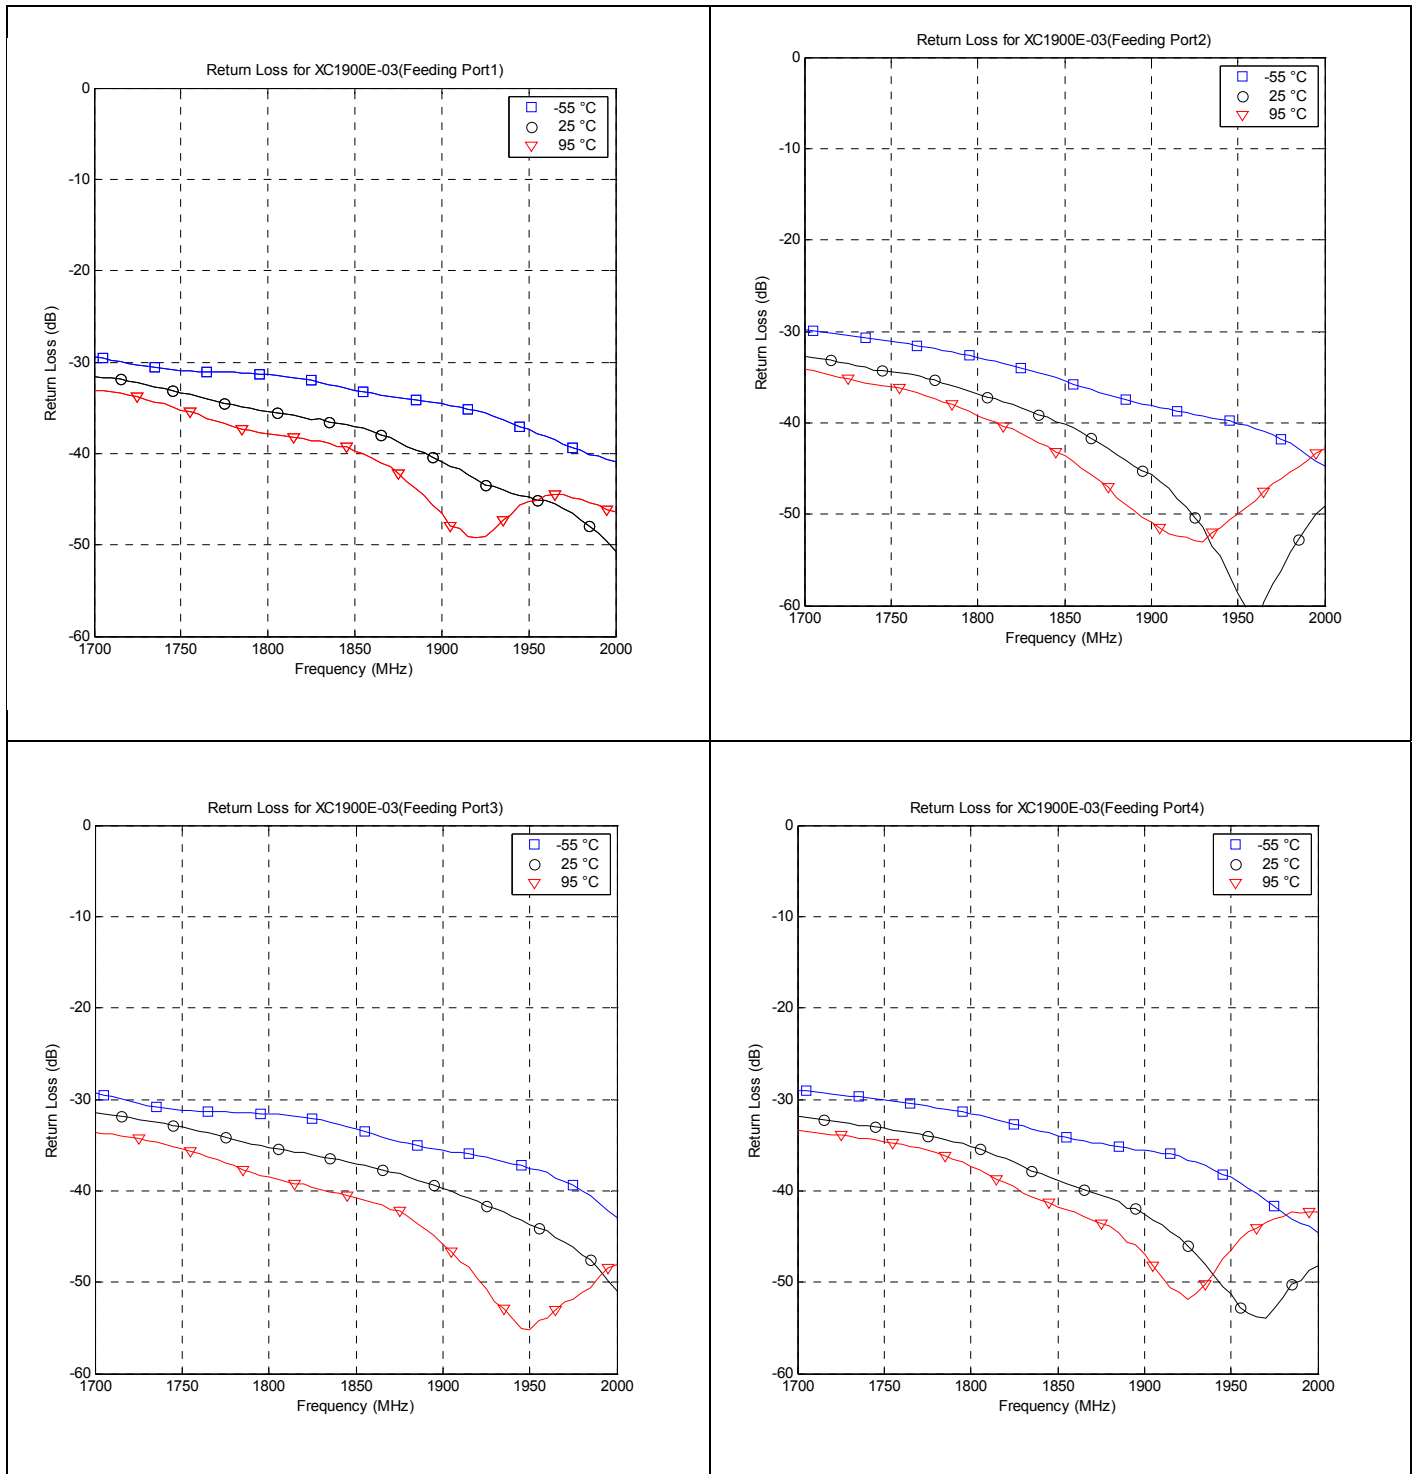 Return Loss for XC1900E-03(Feeding Port1)
0
-10
-20
-30
-40
-50
-60
Return Loss (dB)
-55 °C
25 °C
95 °C
1700 1750 1800 1850 1900 1950 2000
Frequency (MHz)
Return Loss for XC1900E-03(Feeding Port2)
0
-10
-20
-30
-40
-50
-60
Return Loss (dB)
-55 °C
25 °C
95 °C
1700 1750 1800 1850 1900 1950 2000
Frequency (MHz)
Return Loss for XC1900E-03(Feeding Port3)
0
-10
-20
-30
-40
-50
-60
Return Loss (dB)
-55 °C
25 °C
95 °C
1700 1750 1800 1850 1900 1950 2000
Frequency (MHz)
Return Loss for XC1900E-03(Feeding Port4)
0
-10
-20
-30
-40
-50
-60
Return Loss (dB)
-55 °C
25 °C
95 °C
1700 1750 1800 1850 1900 1950 2000
Frequency (MHz)